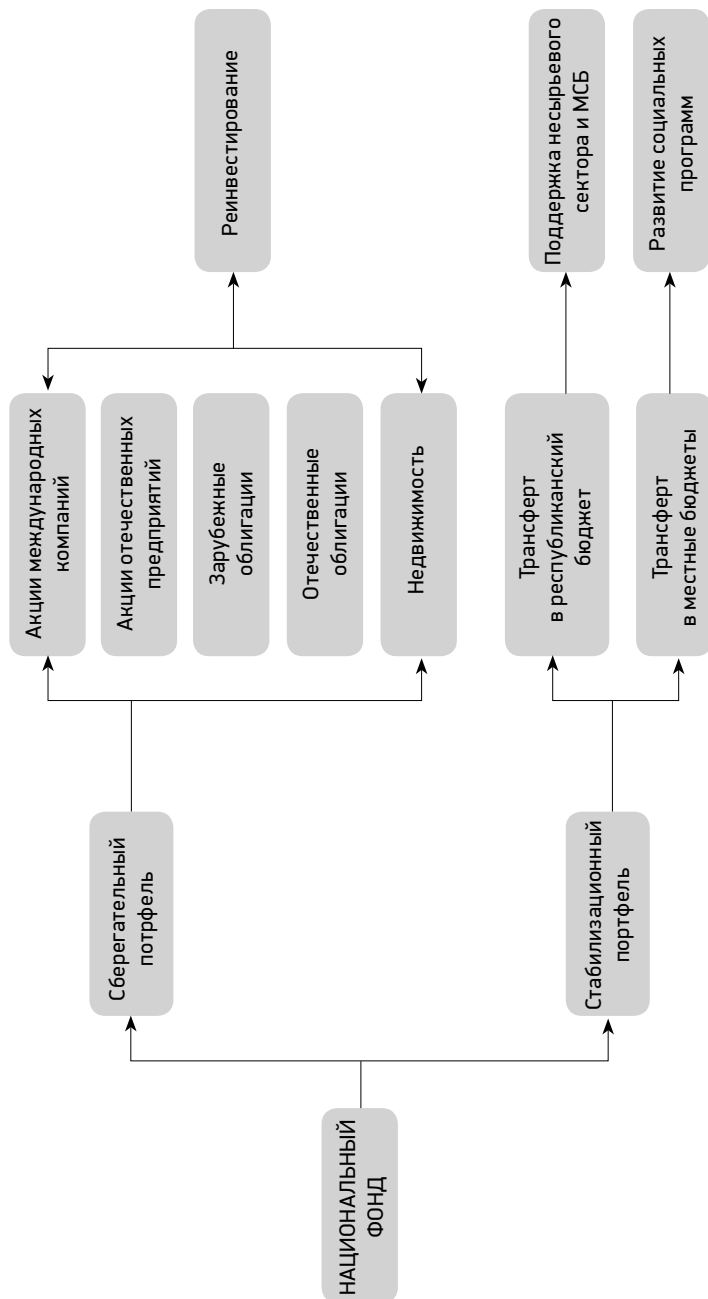 НАЦИОНАЛЬНЫЙ
ФОНД
Сберегательный
потрфель
Стабилизационный
портфель
Акции международных
компаний
Акции отечественных
предприятий
Зарубежные
облигации
Отечественные
облигации
Недвижимость
Трансферт
в республиканский
бюджет
Трансферт
в местные бюджеты
Реинвестирование
Поддержка несырьевого
сектора и МСБ
Развитие социальных
программ